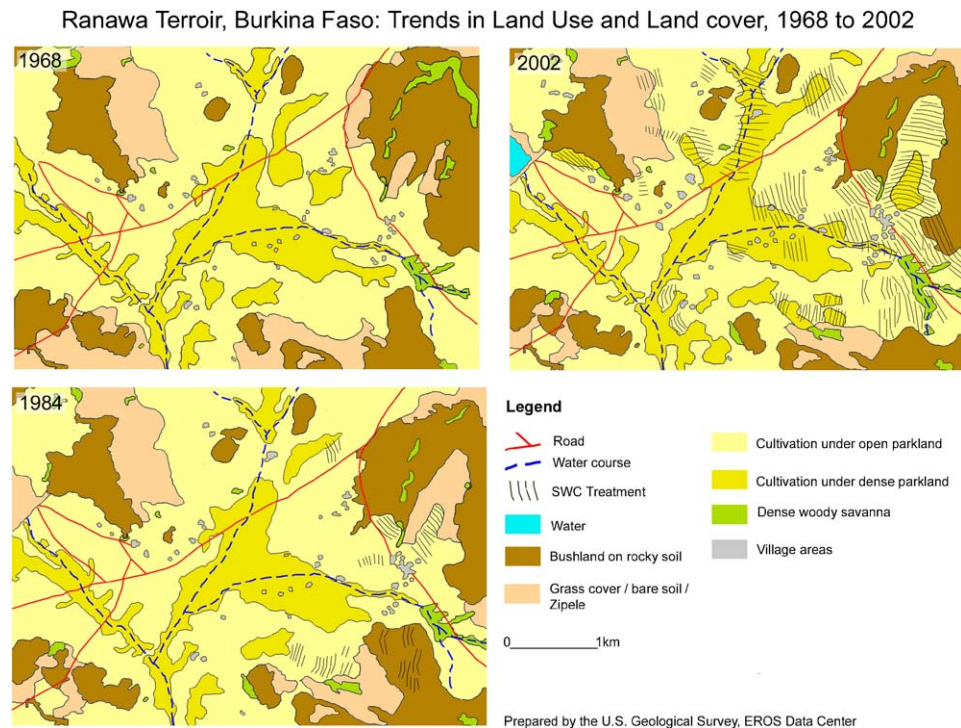 Ranawa Terroir, Burkina Faso: Trends in Land Use and Land cover, 1968 to 2002
1968
2002
1984
Legend
Road
Water course
SWC Treatment
Water
Bushland on rocky soil
Grass cover / bare soil /
Zipele
Cultivation under open parkland
Cultivation under dense parkland
Dense woody savanna
Village areas
0 1km
Prepared by the U.S. Geological Survey, EROS Data Center